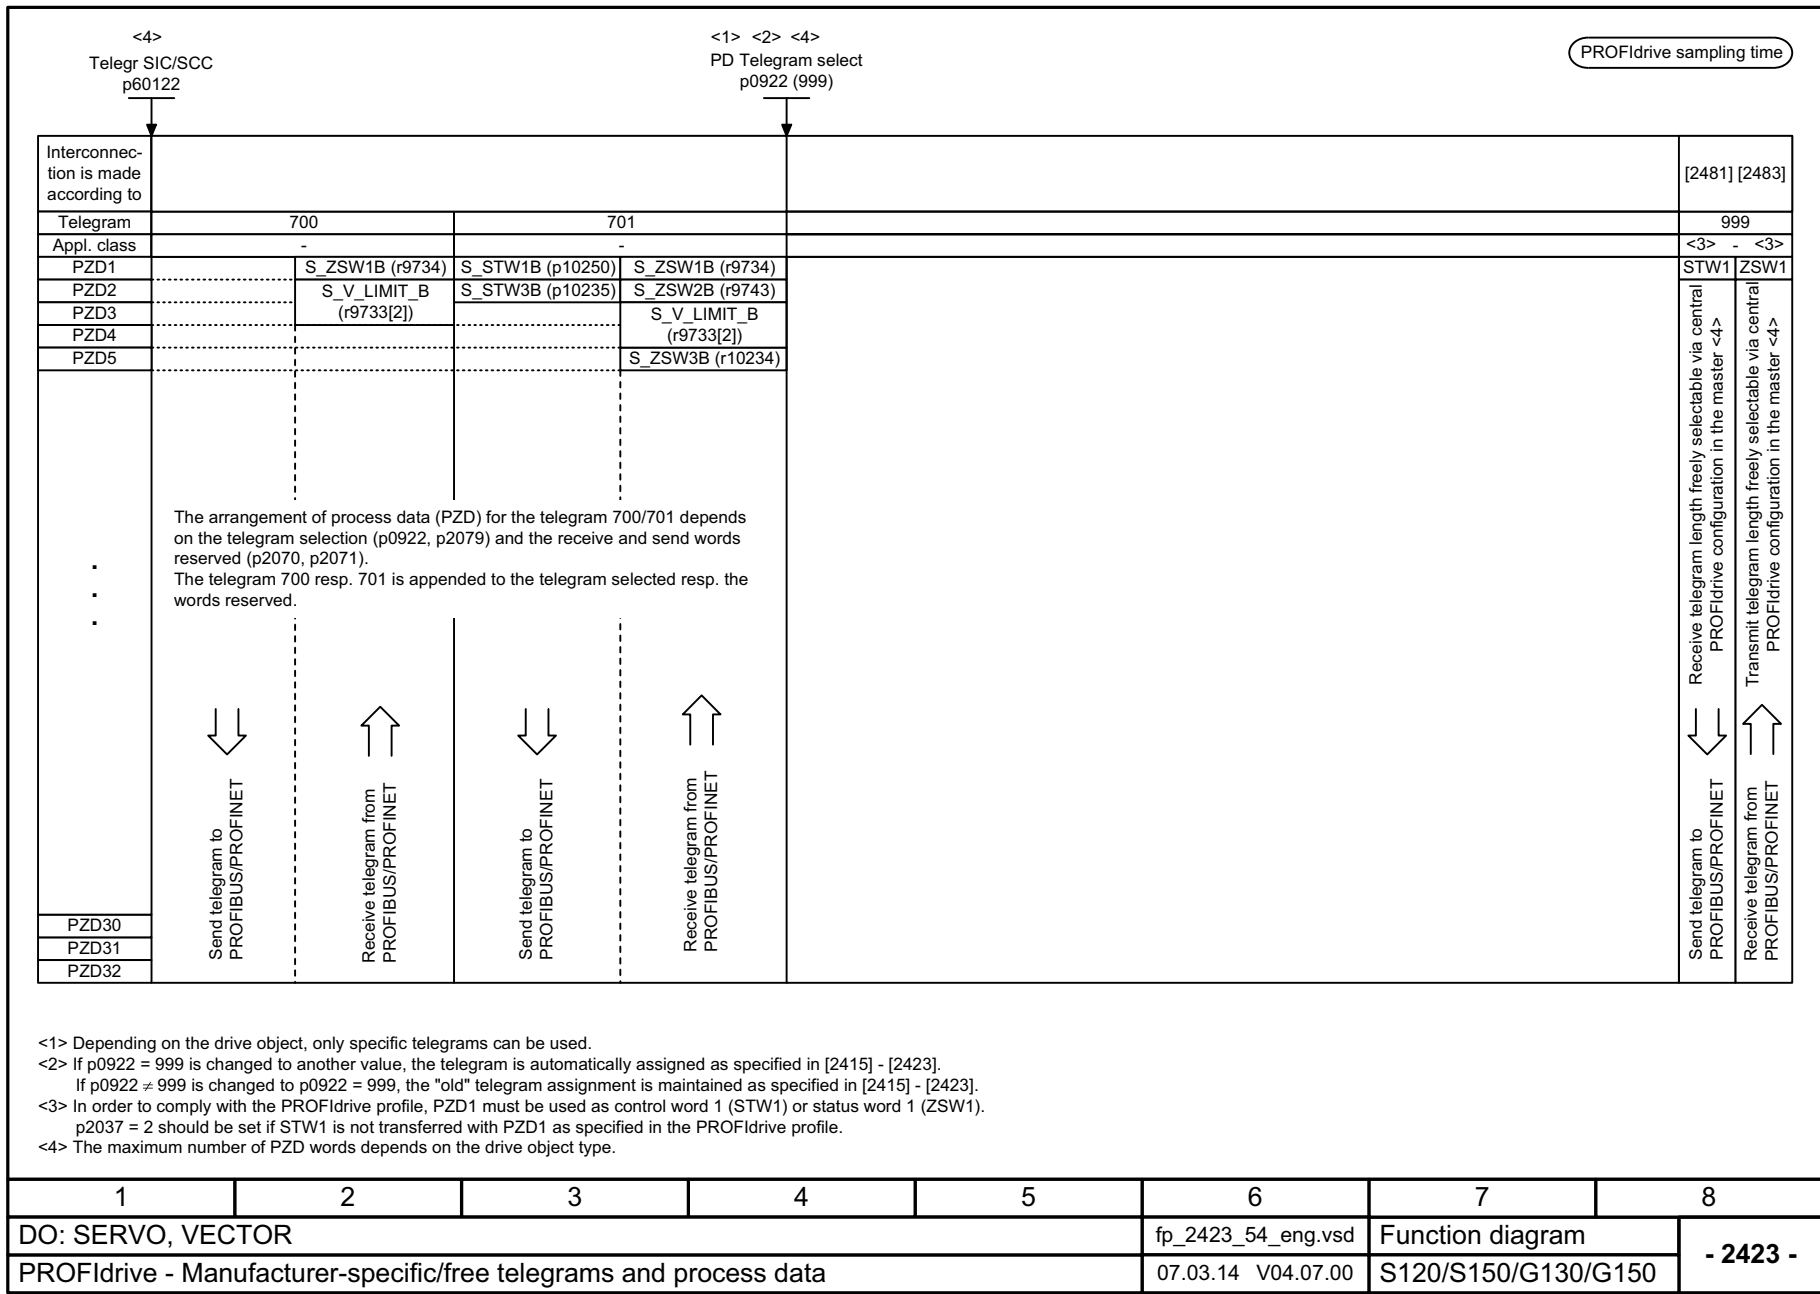 <4>
Telegr SIC/SCC
p60122
<1> <2> <4>
PD Telegram select
p0922 (999)
PROFIdrive sampling time
Interconnec-
tion is made
according to
[2481] [2483]
Telegram 700 701 999
Appl. class - - <3> - <3>
PZD1 S_ZSW1B (r9734) S_STW1B (p10250) S_ZSW1B (r9734) STW1 ZSW1
PZD2 S_V_LIMIT_B S_STW3B (p10235) S_ZSW2B (r9743)
PZD3 (r9733[2]) S_V_LIMIT_B
PZD4 (r9733[2])
PZD5 S_ZSW3B (r10234)
The arrangement of process data (PZD) for the telegram 700/701 depends
on the telegram selection (p0922, p2079) and the receive and send words
reserved (p2070, p2071).
The telegram 700 resp. 701 is appended to the telegram selected resp. the
words reserved.
.
.
.
Receive telegram length freely selectable via central
PROFIdrive configuration in the master <4>
Transmit telegram length freely selectable via central
PROFIdrive configuration in the master <4>
Send telegram to
PROFIBUS/PROFINET
Receive telegram from
PROFIBUS/PROFINET
Send telegram to
PROFIBUS/PROFINET
Receive telegram from
PROFIBUS/PROFINET
Send telegram to
PROFIBUS/PROFINET
Receive telegram from
PROFIBUS/PROFINET
PZD30
PZD31
PZD32
<1> Depending on the drive object, only specific telegrams can be used.
<2> If p0922 = 999 is changed to another value, the telegram is automatically assigned as specified in [2415] - [2423].
If p0922 ≠ 999 is changed to p0922 = 999, the "old" telegram assignment is maintained as specified in [2415] - [2423].
<3> In order to comply with the PROFIdrive profile, PZD1 must be used as control word 1 (STW1) or status word 1 (ZSW1).
p2037 = 2 should be set if STW1 is not transferred with PZD1 as specified in the PROFIdrive profile.
<4> The maximum number of PZD words depends on the drive object type.
1 2 3 4 5 6 7 8
DO: SERVO, VECTOR fp_2423_54_eng.vsd Function diagram
- 2423 -
PROFIdrive - Manufacturer-specific/free telegrams and process data 07.03.14 V04.07.00 S120/S150/G130/G150